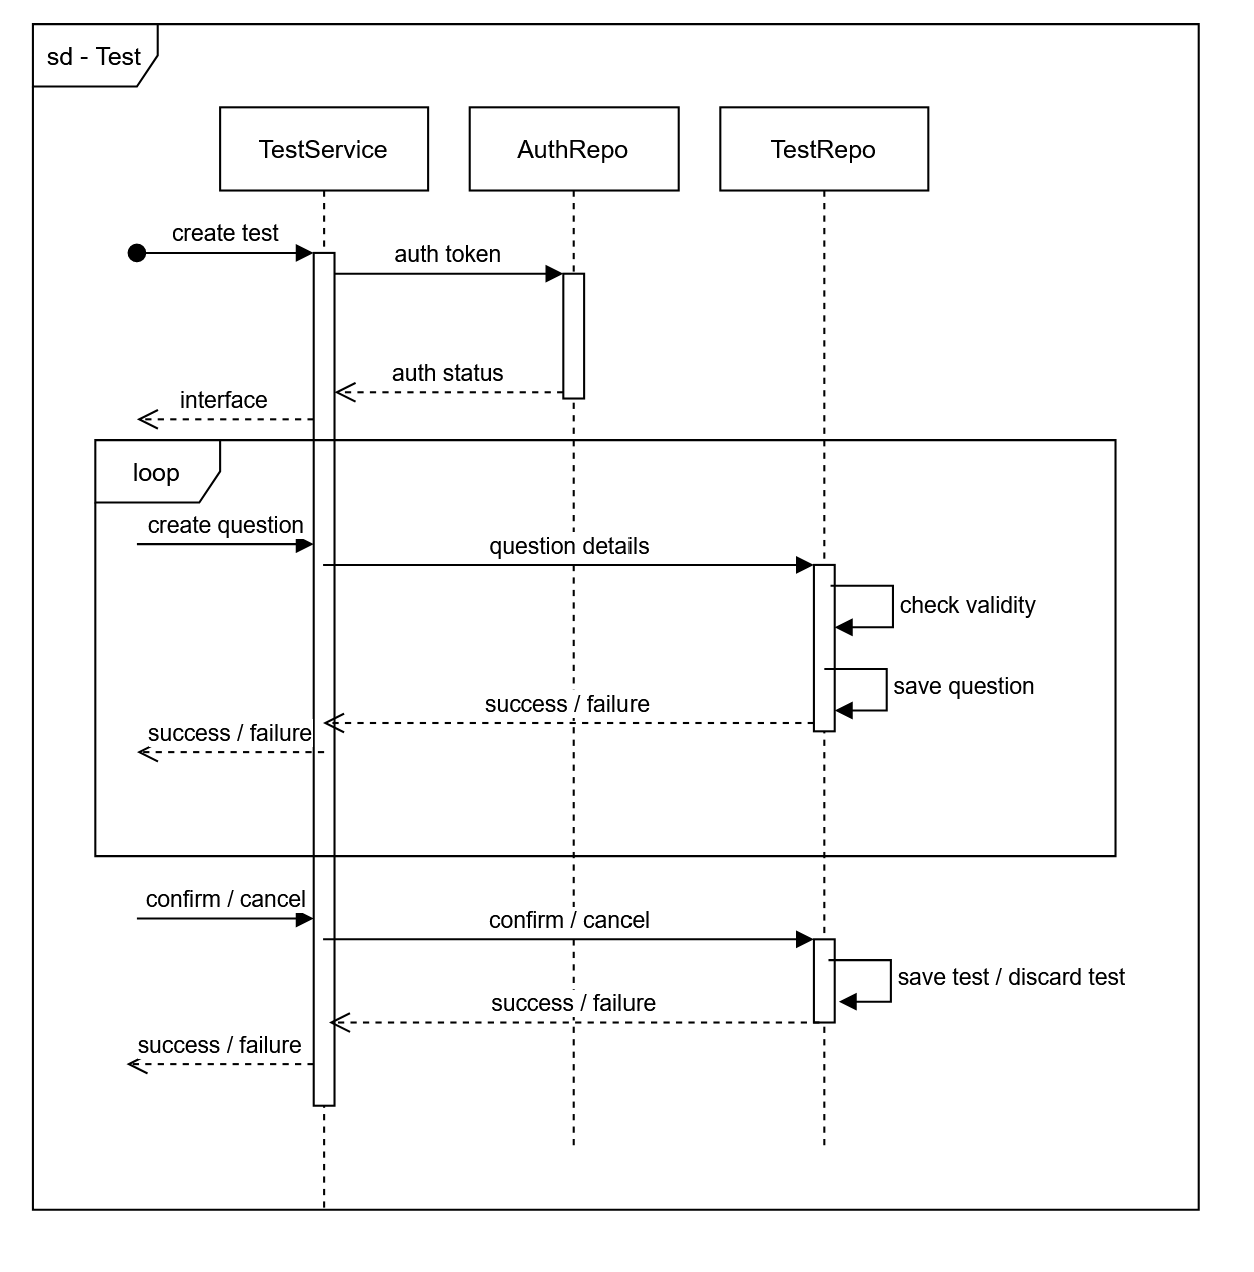 sd - Test
TestService
AuthRepo
TestRepo
create test
auth token
auth status
interface
loop
create question
question details
check validity
save question
success / failure
success / failure
confirm / cancel
confirm / cancel
save test / discard test
success / failure
success / failure